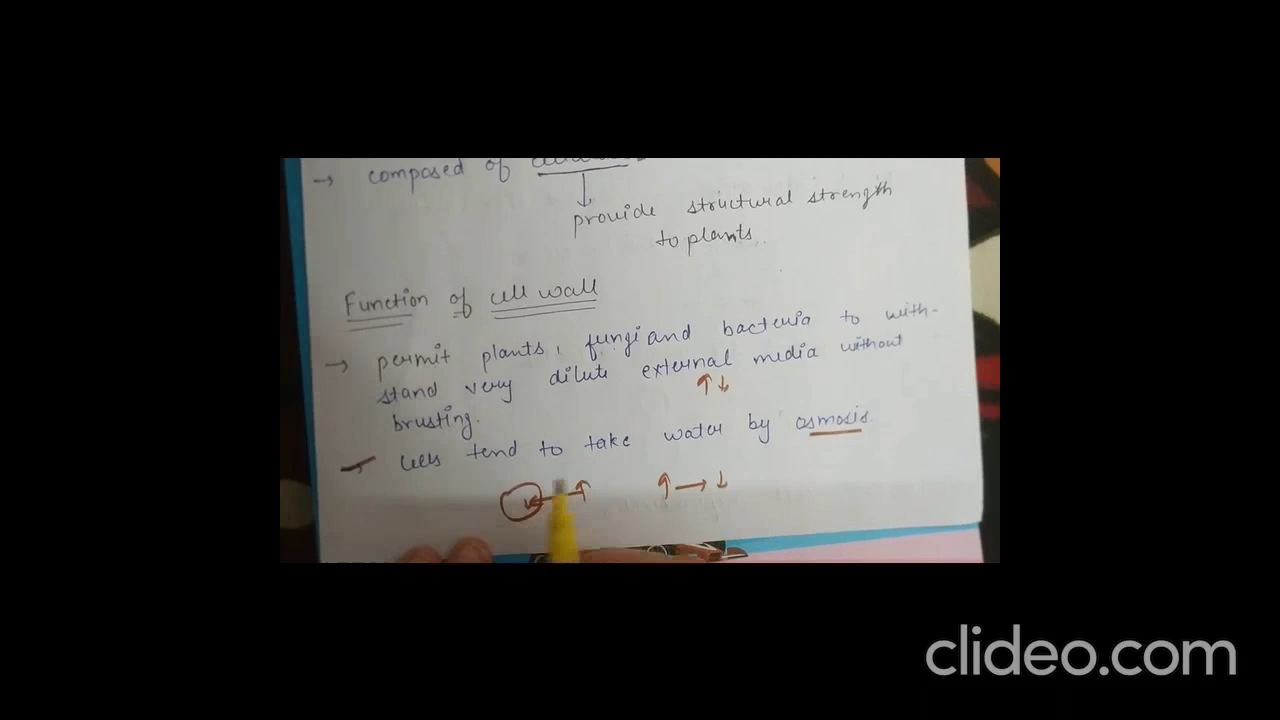 → composed of
↓
provide structural strength
to plants.
Function of cell wall
→ permit plants, fungi and bacteria to with-
stand very dilute external media without
↑↓
brusting.
→ cells tend to take water by osmosis.
← ↑ ↑ → ↓
clideo.com